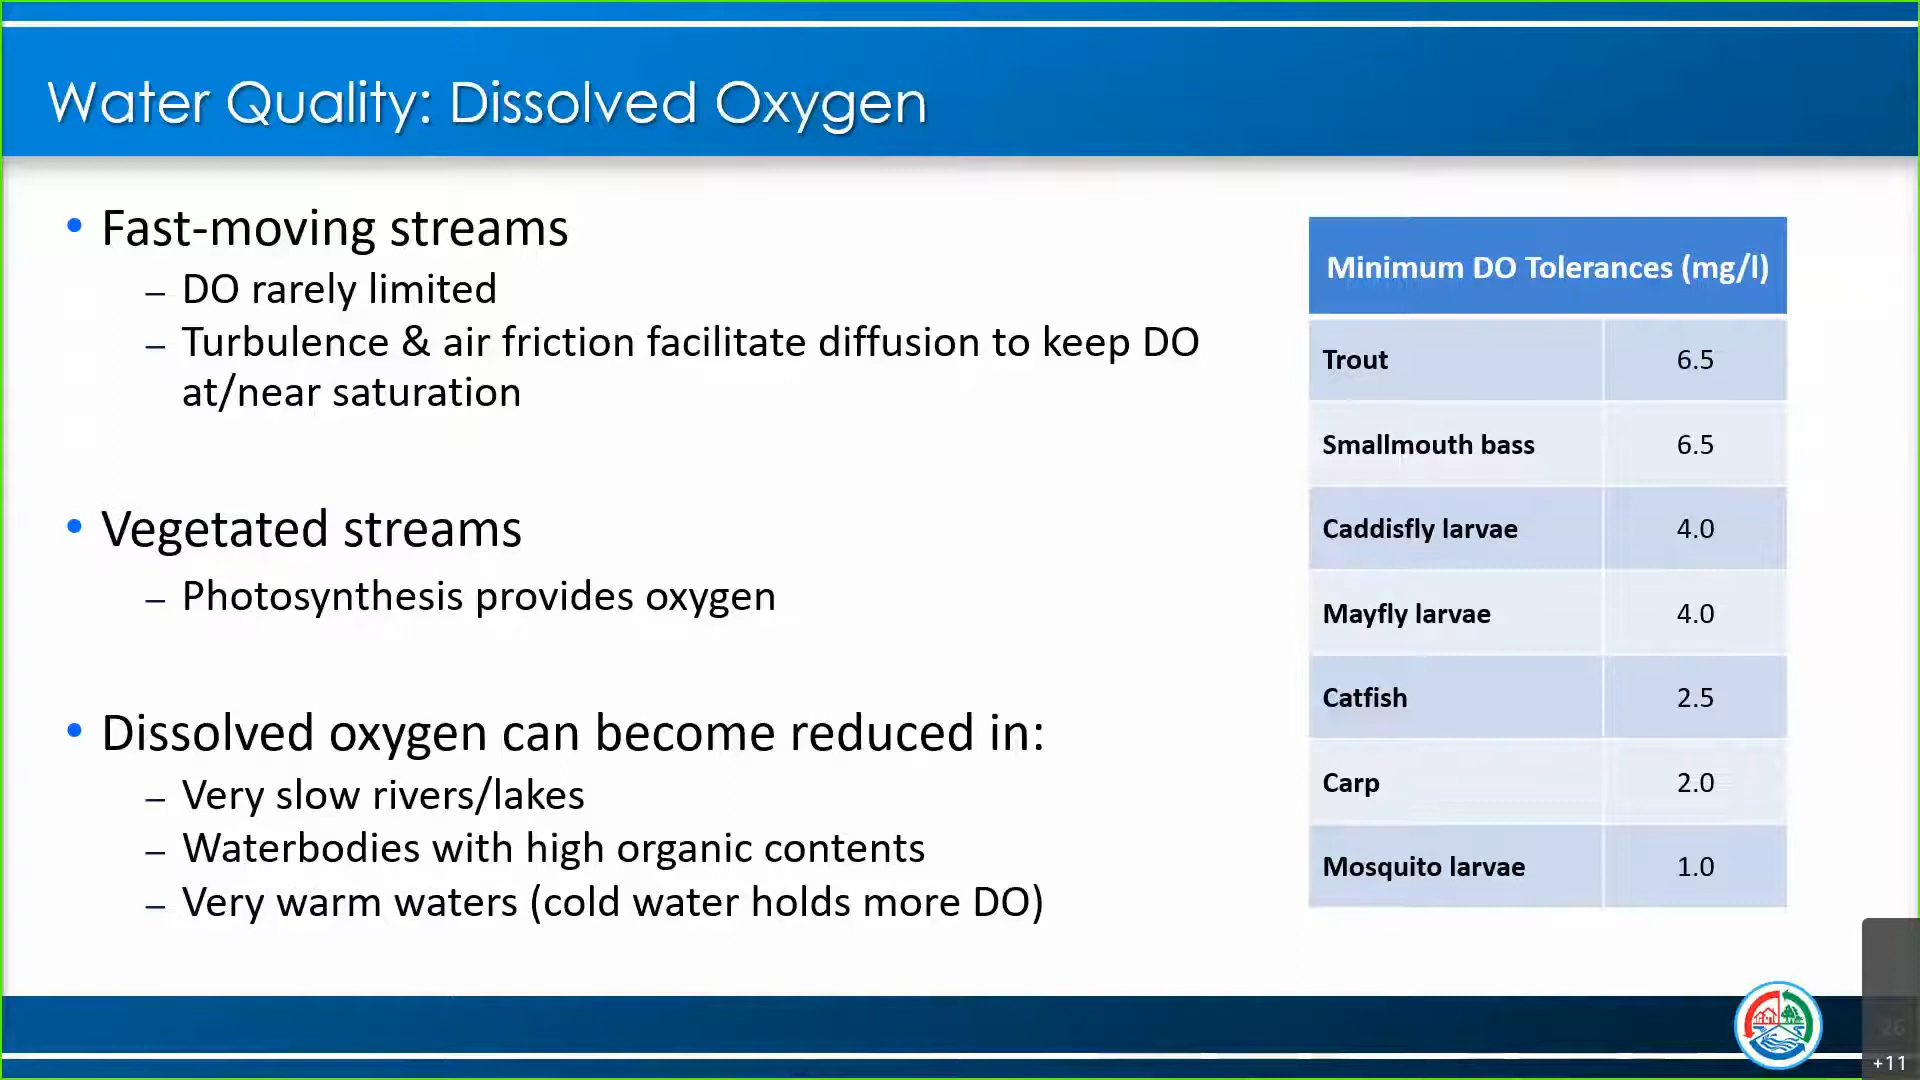 Water Quality: Dissolved Oxygen
• Fast-moving streams
– DO rarely limited
– Turbulence & air friction facilitate diffusion to keep DO
at/near saturation
• Vegetated streams
– Photosynthesis provides oxygen
• Dissolved oxygen can become reduced in:
– Very slow rivers/lakes
– Waterbodies with high organic contents
– Very warm waters (cold water holds more DO)
Minimum DO Tolerances (mg/l)
Trout 6.5
Smallmouth bass 6.5
Caddisfly larvae 4.0
Mayfly larvae 4.0
Catfish 2.5
Carp 2.0
Mosquito larvae 1.0
26
+11